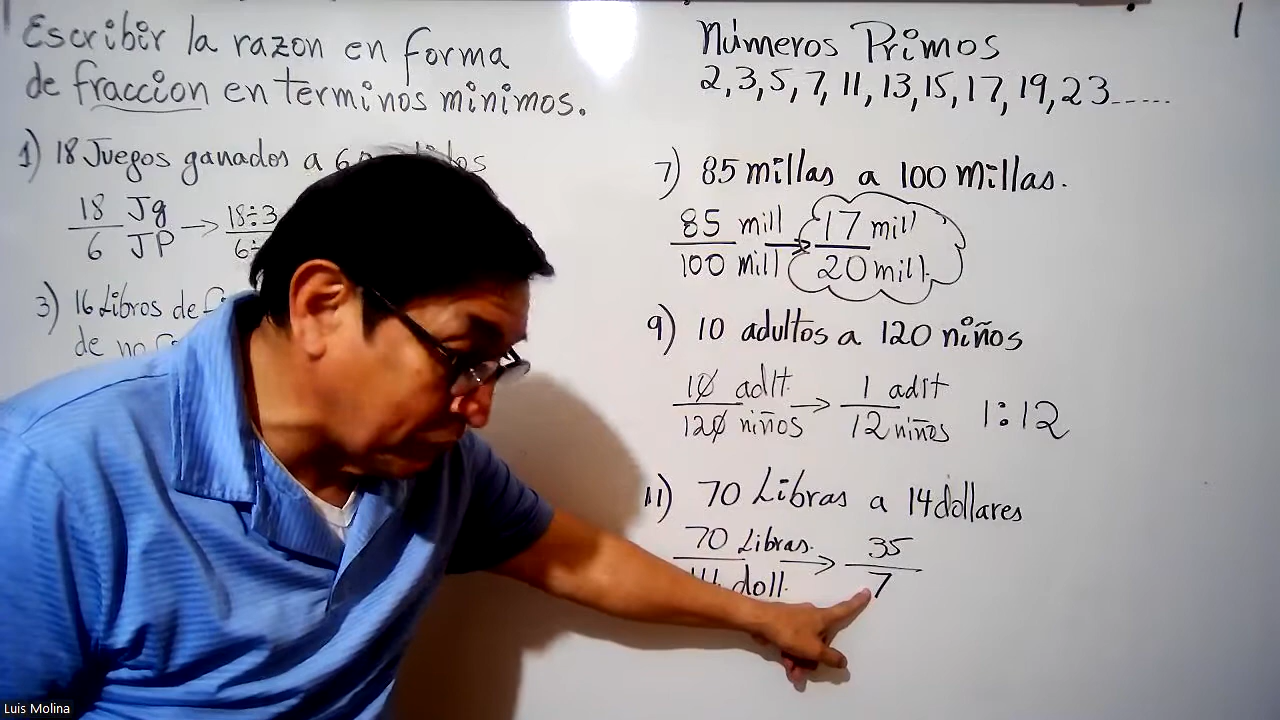 Escribir la razon en forma
de fraccion en terminos minimos.
1) 18 Juegos ganados a 6
18 Jg → 18÷3
6 JP 6÷
3) 16 Libros de
de no
Números Primos
2, 3, 5, 7, 11, 13, 15, 17, 19, 23.....
7) 85 millas a 100 millas.
85 mill → 17 mill
100 mill 20 mill.
9) 10 adultos a 120 niños
10 adlt. → 1 adlt
120 niños 12 niños 1:12
11) 70 Libras a 14 dollares
70 Libras. → 35
14 doll. 7
1
Luis Molina